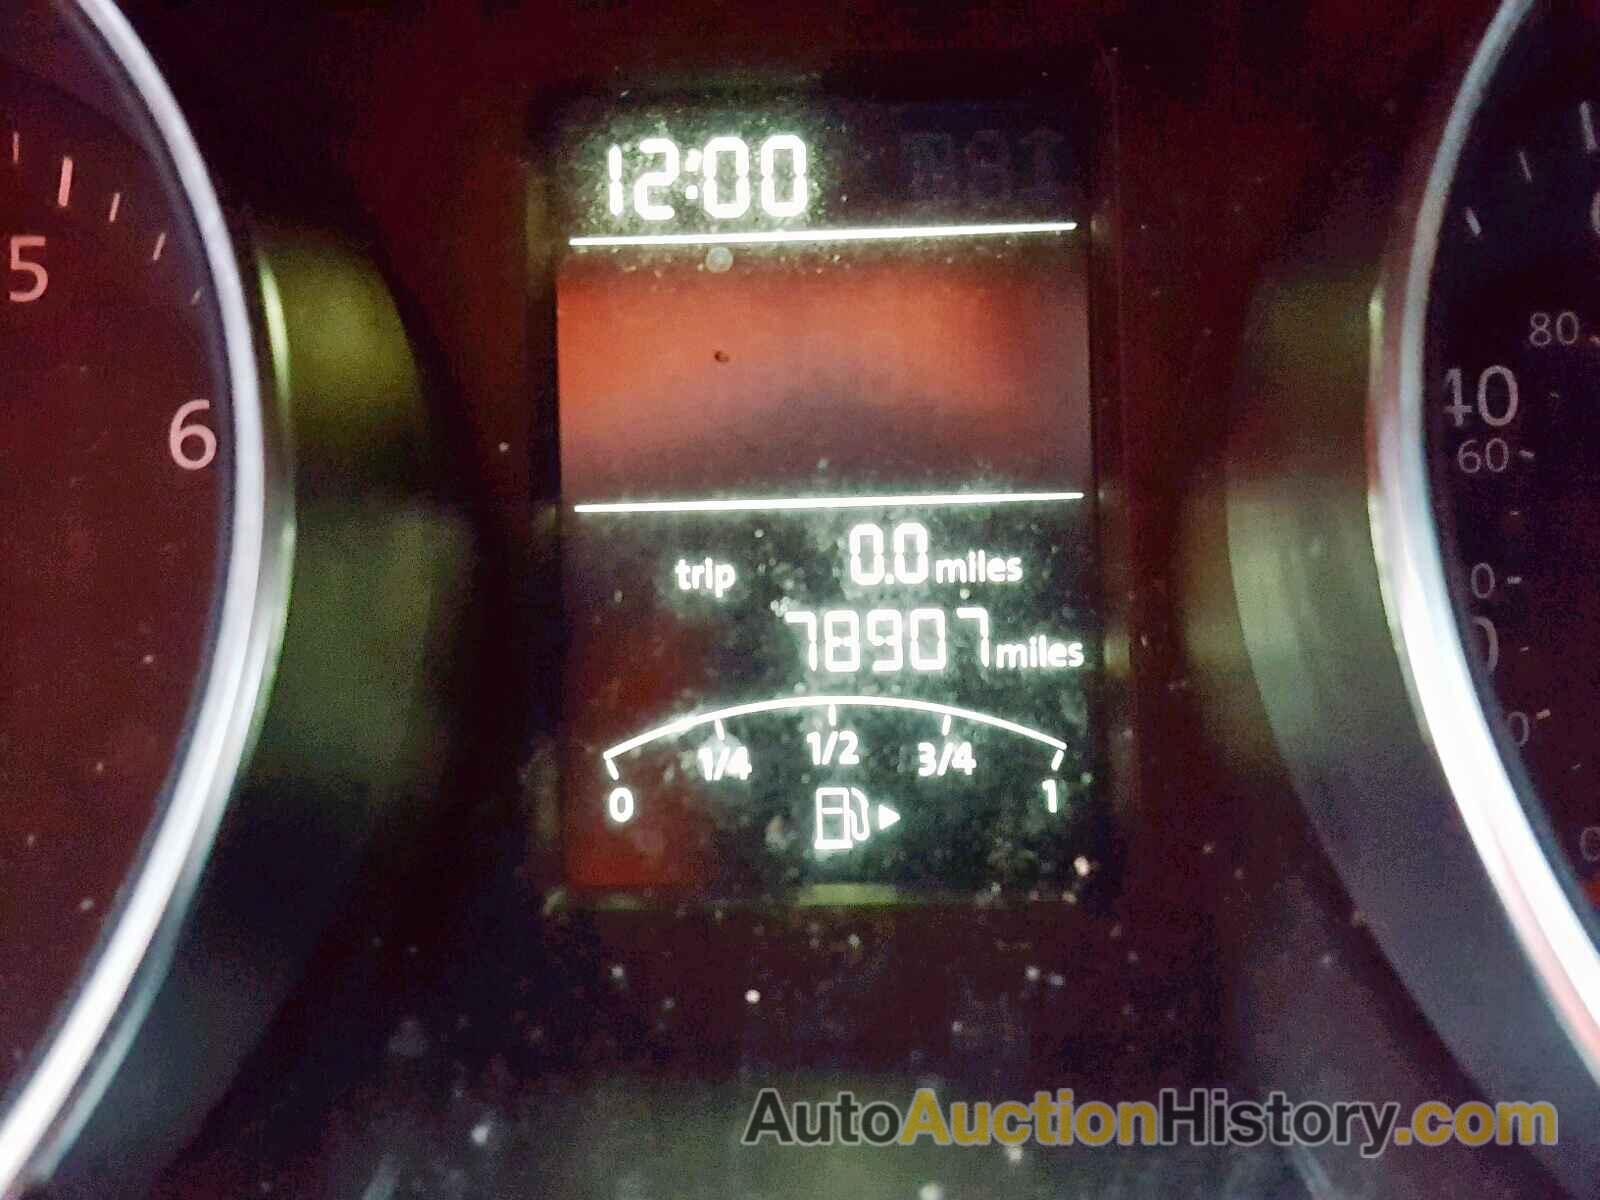 12:00
5
6
80
40
60
trip 0.0 miles
78907 miles
0 1/4 1/2 3/4 1
AutoAuctionHistory.com